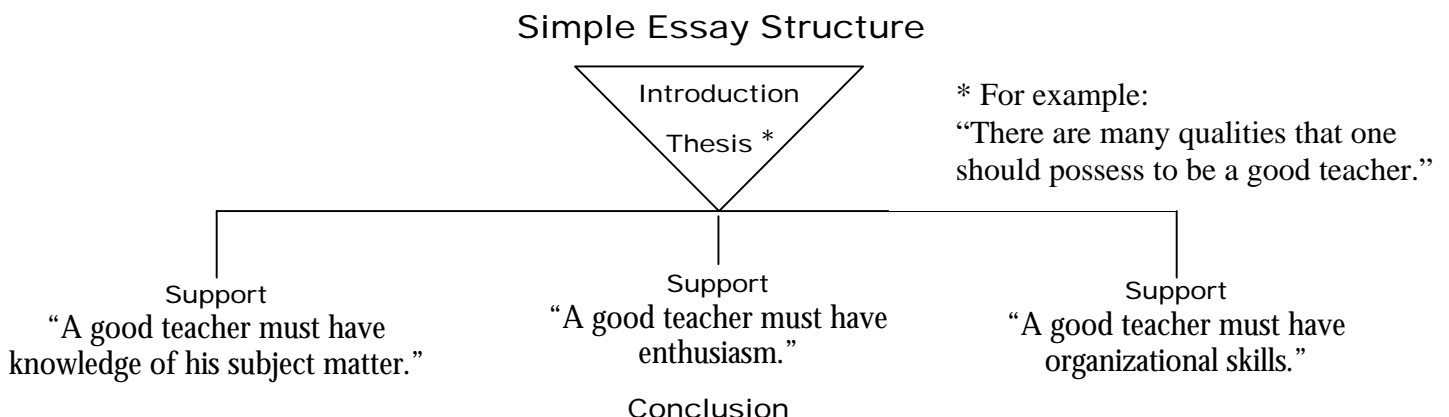 Simple Essay Structure
Introduction
Thesis *
* For example:
“There are many qualities that one
should possess to be a good teacher.”
Support
“A good teacher must have
knowledge of his subject matter.”
Support
“A good teacher must have
enthusiasm.”
Support
“A good teacher must have
organizational skills.”
Conclusion